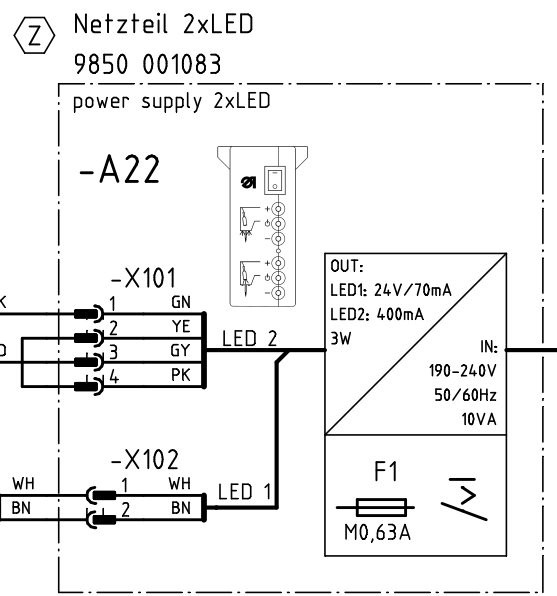 Z
Netzteil 2xLED
9850 001083
power supply 2xLED
-A22
-X101
1 GN
2 YE
3 GY
4 PK
LED 2
OUT:
LED1: 24V/70mA
LED2: 400mA
3W
IN:
190-240V
50/60Hz
10VA
-X102
WH 1 WH
BN 2 BN
LED 1
F1
M0,63A